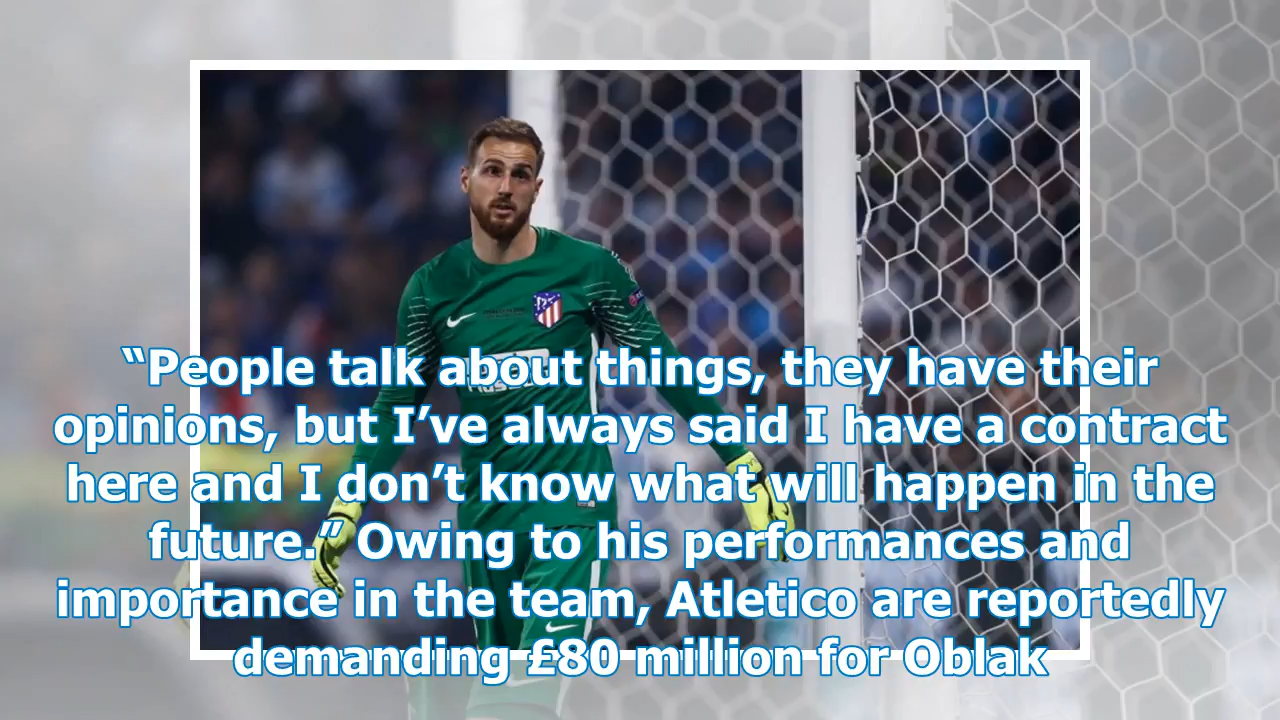 “People talk about things, they have their
opinions, but I’ve always said I have a contract
here and I don’t know what will happen in the
future.” Owing to his performances and
importance in the team, Atletico are reportedly
demanding £80 million for Oblak